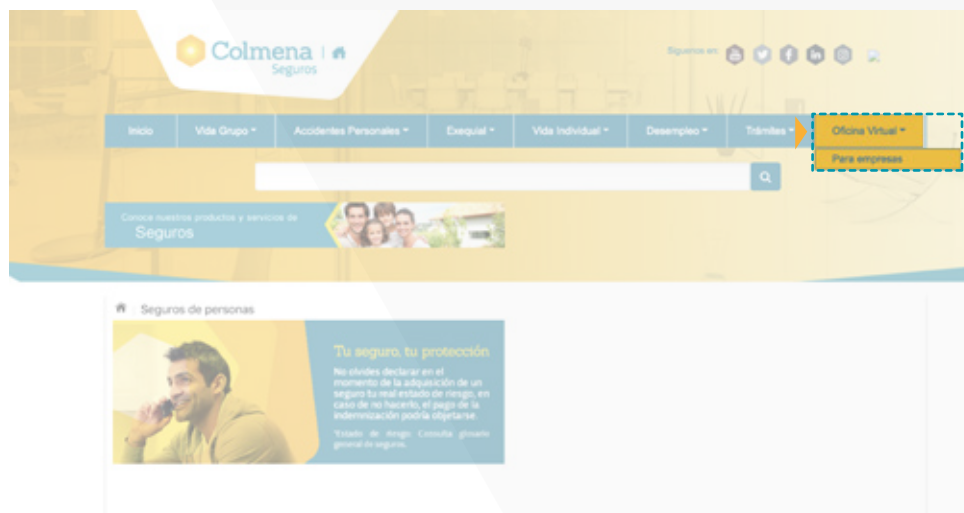 Colmena
Seguros
Síguenos en:
Inicio
Vida Grupo
Accidentes Personales
Exequial
Vida Individual
Desempleo
Trámites
Oficina Virtual
Para empresas
Conoce nuestros productos y servicios de
Seguros
Seguros de personas
Tu seguro, tu protección
No olvides declarar en el
momento de la adquisición de un
seguro tu real estado de riesgo, en
caso de no hacerlo, el pago de la
indemnización podría objetarse.
*Estado de riesgo: Consulta glosario
general de seguros.